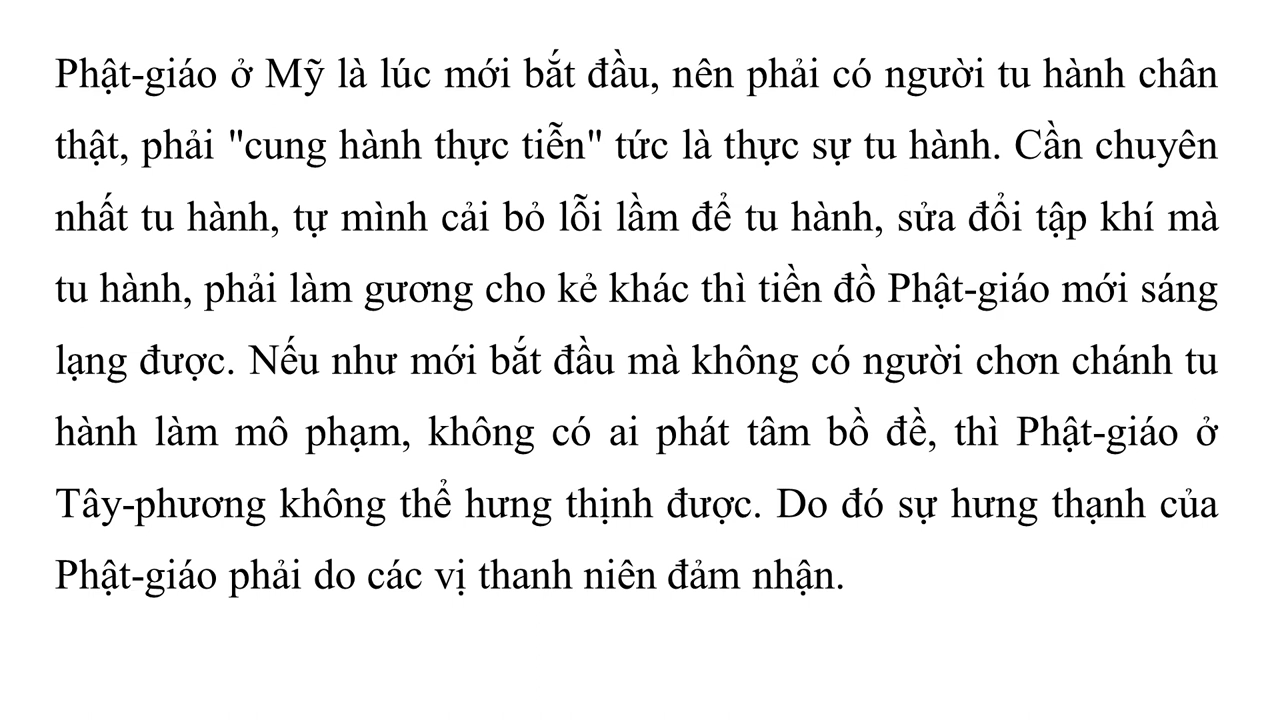 Phật-giáo ở Mỹ là lúc mới bắt đầu, nên phải có người tu hành chân
thật, phải "cung hành thực tiễn" tức là thực sự tu hành. Cần chuyên
nhất tu hành, tự mình cải bỏ lỗi lầm để tu hành, sửa đổi tập khí mà
tu hành, phải làm gương cho kẻ khác thì tiền đồ Phật-giáo mới sáng
lạng được. Nếu như mới bắt đầu mà không có người chơn chánh tu
hành làm mô phạm, không có ai phát tâm bồ đề, thì Phật-giáo ở
Tây-phương không thể hưng thịnh được. Do đó sự hưng thạnh của
Phật-giáo phải do các vị thanh niên đảm nhận.